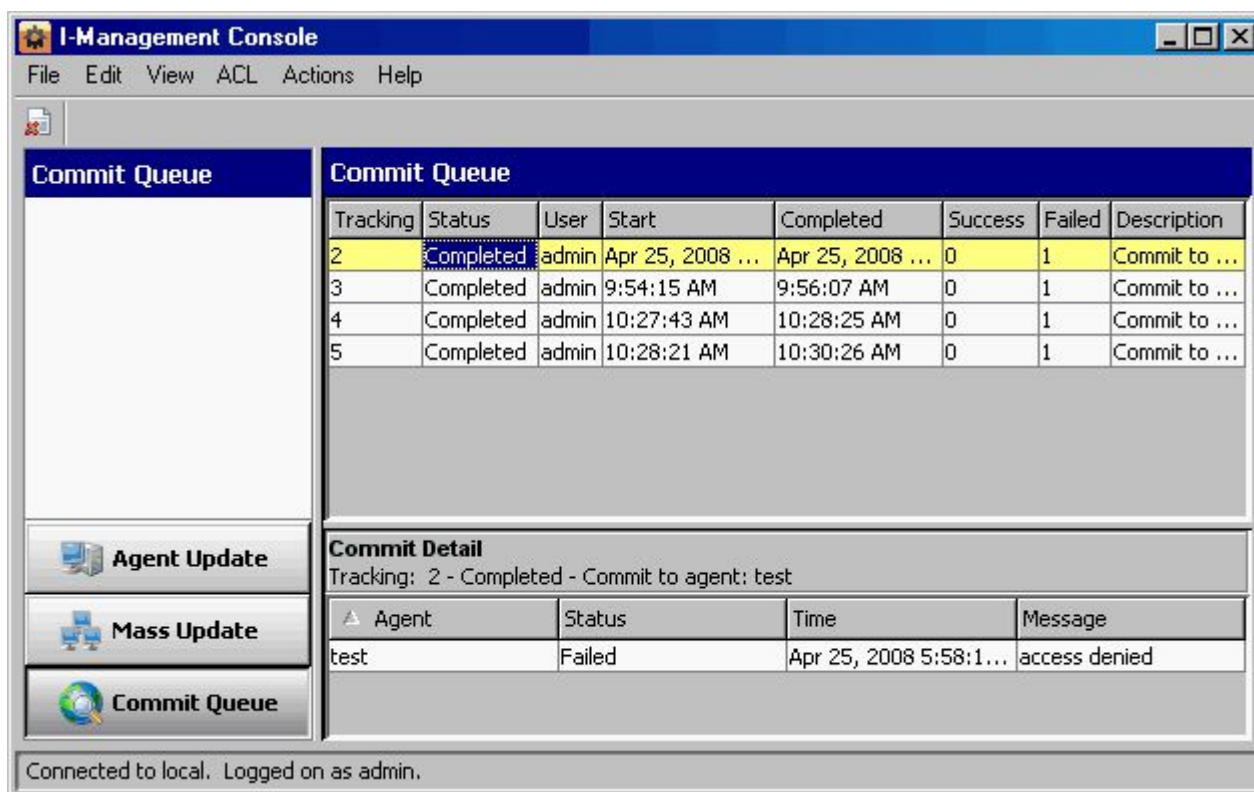 I-Management Console
File Edit View ACL Actions Help
Commit Queue
Commit Queue
Tracking Status User Start Completed Success Failed Description
2 Completed admin Apr 25, 2008 ... Apr 25, 2008 ... 0 1 Commit to ...
3 Completed admin 9:54:15 AM 9:56:07 AM 0 1 Commit to ...
4 Completed admin 10:27:43 AM 10:28:25 AM 0 1 Commit to ...
5 Completed admin 10:28:21 AM 10:30:26 AM 0 1 Commit to ...
Agent Update
Mass Update
Commit Queue
Commit Detail
Tracking: 2 - Completed - Commit to agent: test
Agent Status Time Message
test Failed Apr 25, 2008 5:58:1... access denied
Connected to local. Logged on as admin.